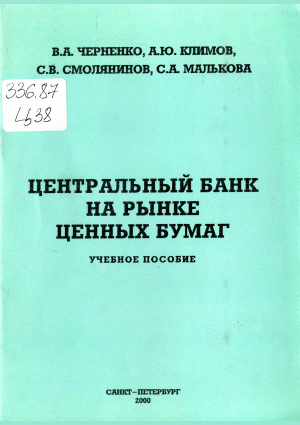 В.А. ЧЕРНЕНКО, А.Ю. КЛИМОВ,
С.В. СМОЛЯНИНОВ, С.А. МАЛЬКОВА
336.87
Ц38
ЦЕНТРАЛЬНЫЙ БАНК
НА РЫНКЕ
ЦЕННЫХ БУМАГ
УЧЕБНОЕ ПОСОБИЕ
САНКТ–ПЕТЕРБУРГ
2000